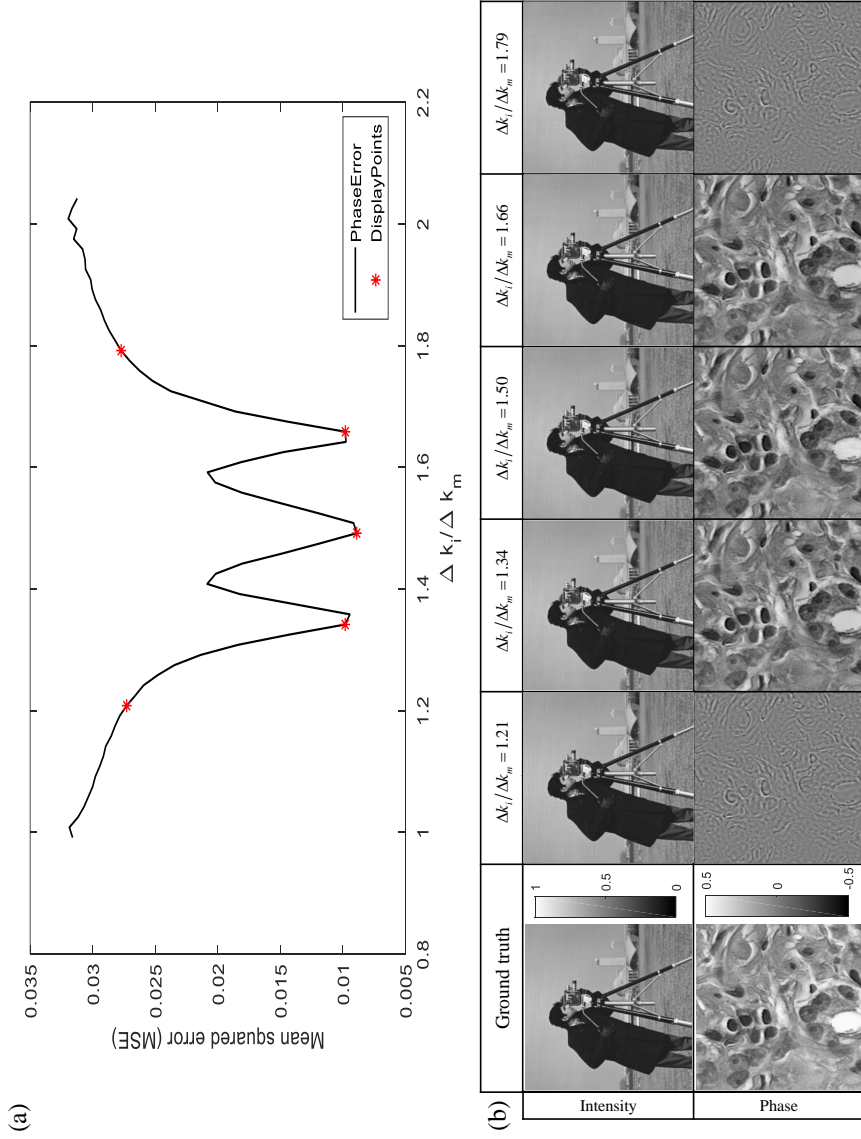 (a)
Mean squared error (MSE)
0.035
0.03
0.025
0.02
0.015
0.01
0.005
0.8
1
1.2
1.4
1.6
1.8
2
2.2
Δ k_i/Δ k_m
PhaseError
DisplayPoints
(b)
Ground truth
Δk_i/Δk_m = 1.21
Δk_i/Δk_m = 1.34
Δk_i/Δk_m = 1.50
Δk_i/Δk_m = 1.66
Δk_i/Δk_m = 1.79
Intensity
1
0.5
0
Phase
0.5
0
-0.5